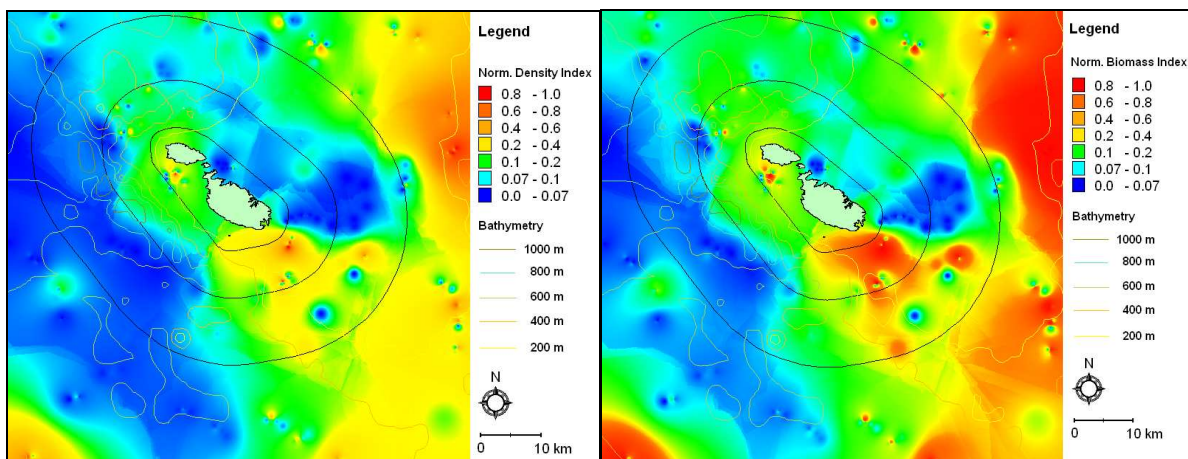 Legend
Norm. Density Index
0.8 - 1.0
0.6 - 0.8
0.4 - 0.6
0.2 - 0.4
0.1 - 0.2
0.07 - 0.1
0.0 - 0.07
Bathymetry
1000 m
800 m
600 m
400 m
200 m
N
0 10 km
Legend
Norm. Biomass Index
0.8 - 1.0
0.6 - 0.8
0.4 - 0.6
0.2 - 0.4
0.1 - 0.2
0.07 - 0.1
0.0 - 0.07
Bathymetry
1000 m
800 m
600 m
400 m
200 m
N
0 10 km